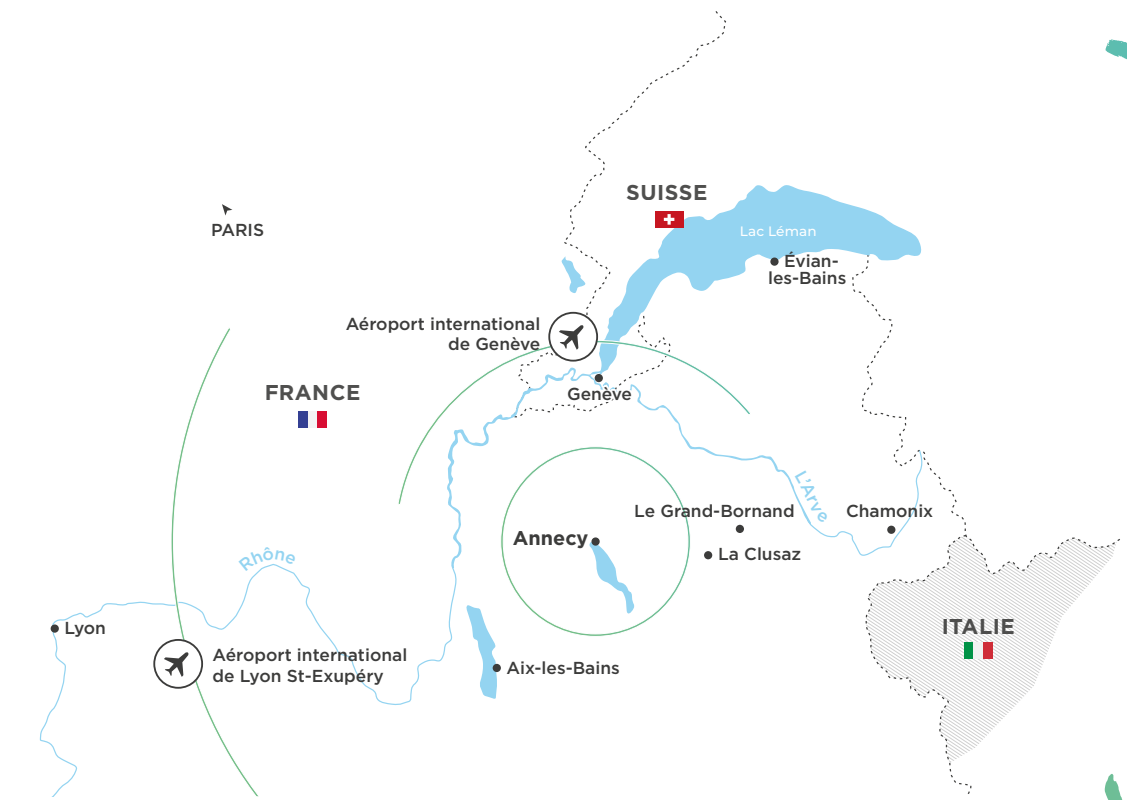 SUISSE
PARIS
Lac Léman
Évian-
les-Bains
Aéroport international
de Genève
FRANCE
Genève
L'Arve
Le Grand-Bornand
Chamonix
Annecy
La Clusaz
Rhône
Lyon
ITALIE
Aéroport international
de Lyon St-Exupéry
Aix-les-Bains